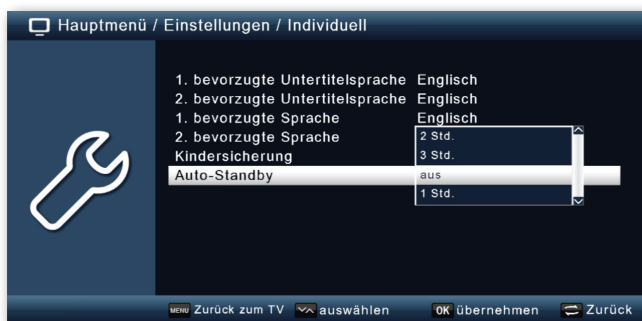 Hauptmenü / Einstellungen / Individuell
1. bevorzugte Untertitelsprache Englisch
2. bevorzugte Untertitelsprache Englisch
1. bevorzugte Sprache Englisch
2. bevorzugte Sprache 2 Std.
Kindersicherung 3 Std.
Auto-Standby aus
1 Std.
MENU Zurück zum TV auswählen OK übernehmen Zurück